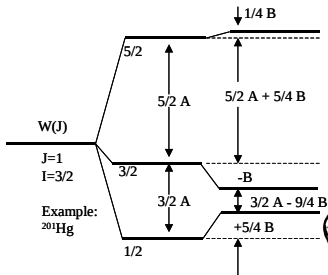 1/4 B
5/2
5/2 A
5/2 A + 5/4 B
W(J)
J=1
I=3/2
3/2
-B
3/2 A
3/2 A - 9/4 B
Example:
²⁰¹Hg
+5/4 B
1/2